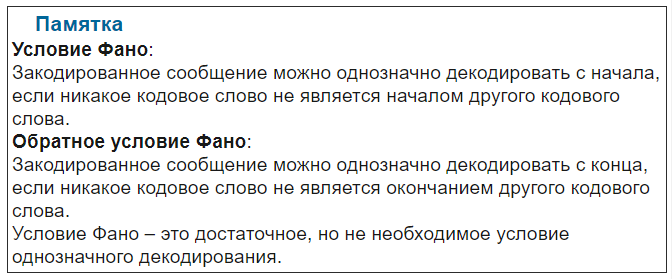 Памятка
Условие Фано:
Закодированное сообщение можно однозначно декодировать с начала,
если никакое кодовое слово не является началом другого кодового
слова.
Обратное условие Фано:
Закодированное сообщение можно однозначно декодировать с конца,
если никакое кодовое слово не является окончанием другого кодового
слова.
Условие Фано – это достаточное, но не необходимое условие
однозначного декодирования.